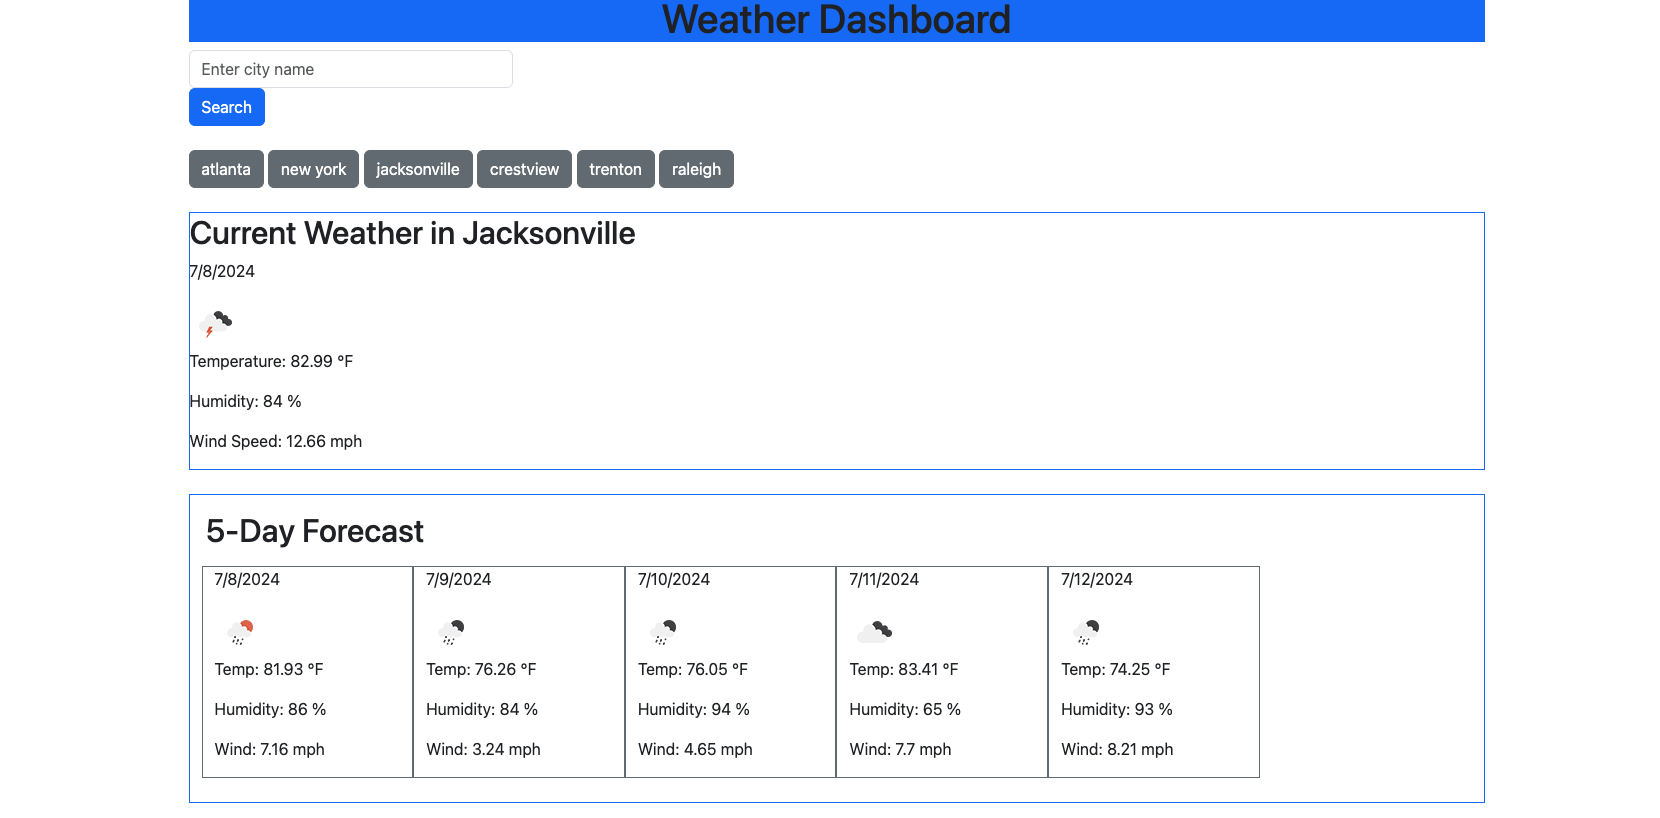 Weather Dashboard
Enter city name
Search
atlanta new york jacksonville crestview trenton raleigh
Current Weather in Jacksonville
7/8/2024
Temperature: 82.99 °F
Humidity: 84 %
Wind Speed: 12.66 mph
5-Day Forecast
7/8/2024 7/9/2024 7/10/2024 7/11/2024 7/12/2024
Temp: 81.93 °F Temp: 76.26 °F Temp: 76.05 °F Temp: 83.41 °F Temp: 74.25 °F
Humidity: 86 % Humidity: 84 % Humidity: 94 % Humidity: 65 % Humidity: 93 %
Wind: 7.16 mph Wind: 3.24 mph Wind: 4.65 mph Wind: 7.7 mph Wind: 8.21 mph